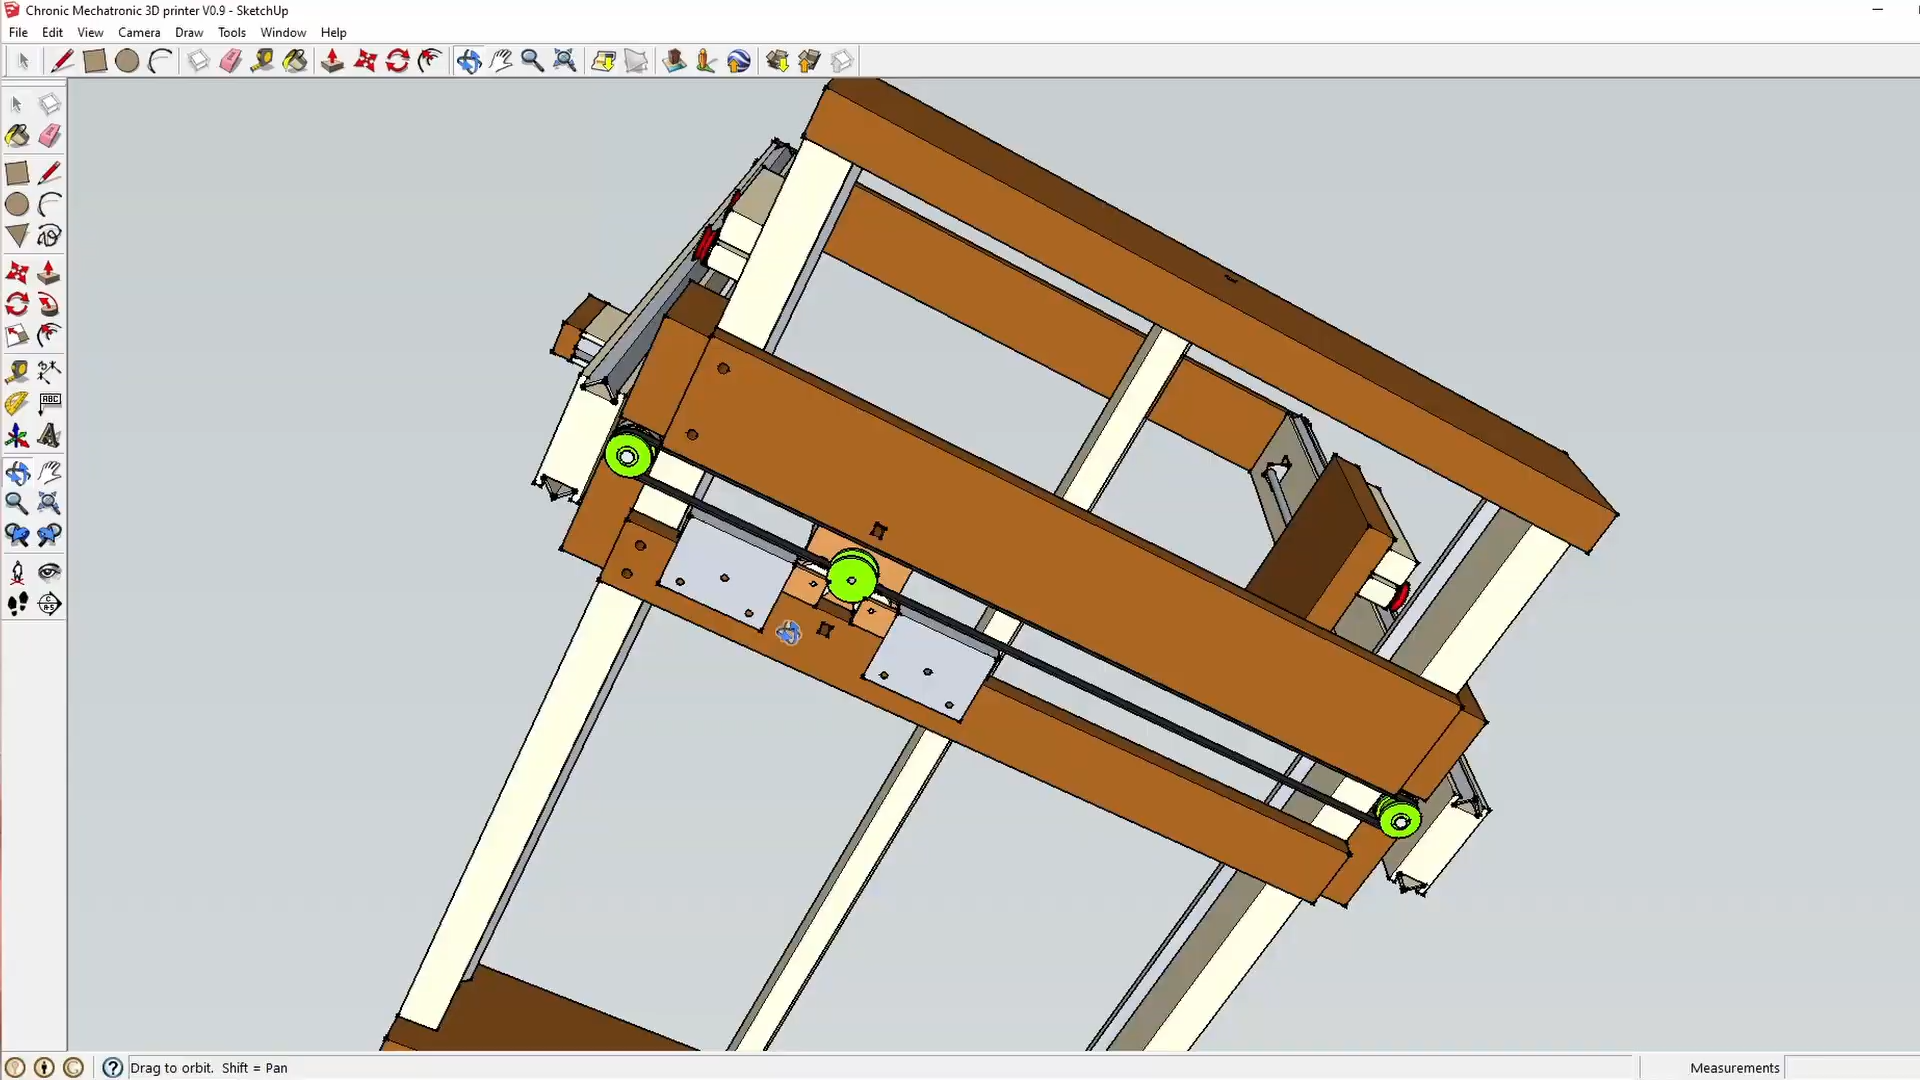 Chronic Mechatronic 3D printer V0.9 - SketchUp
File Edit View Camera Draw Tools Window Help
ABC
Drag to orbit. Shift = Pan
Measurements